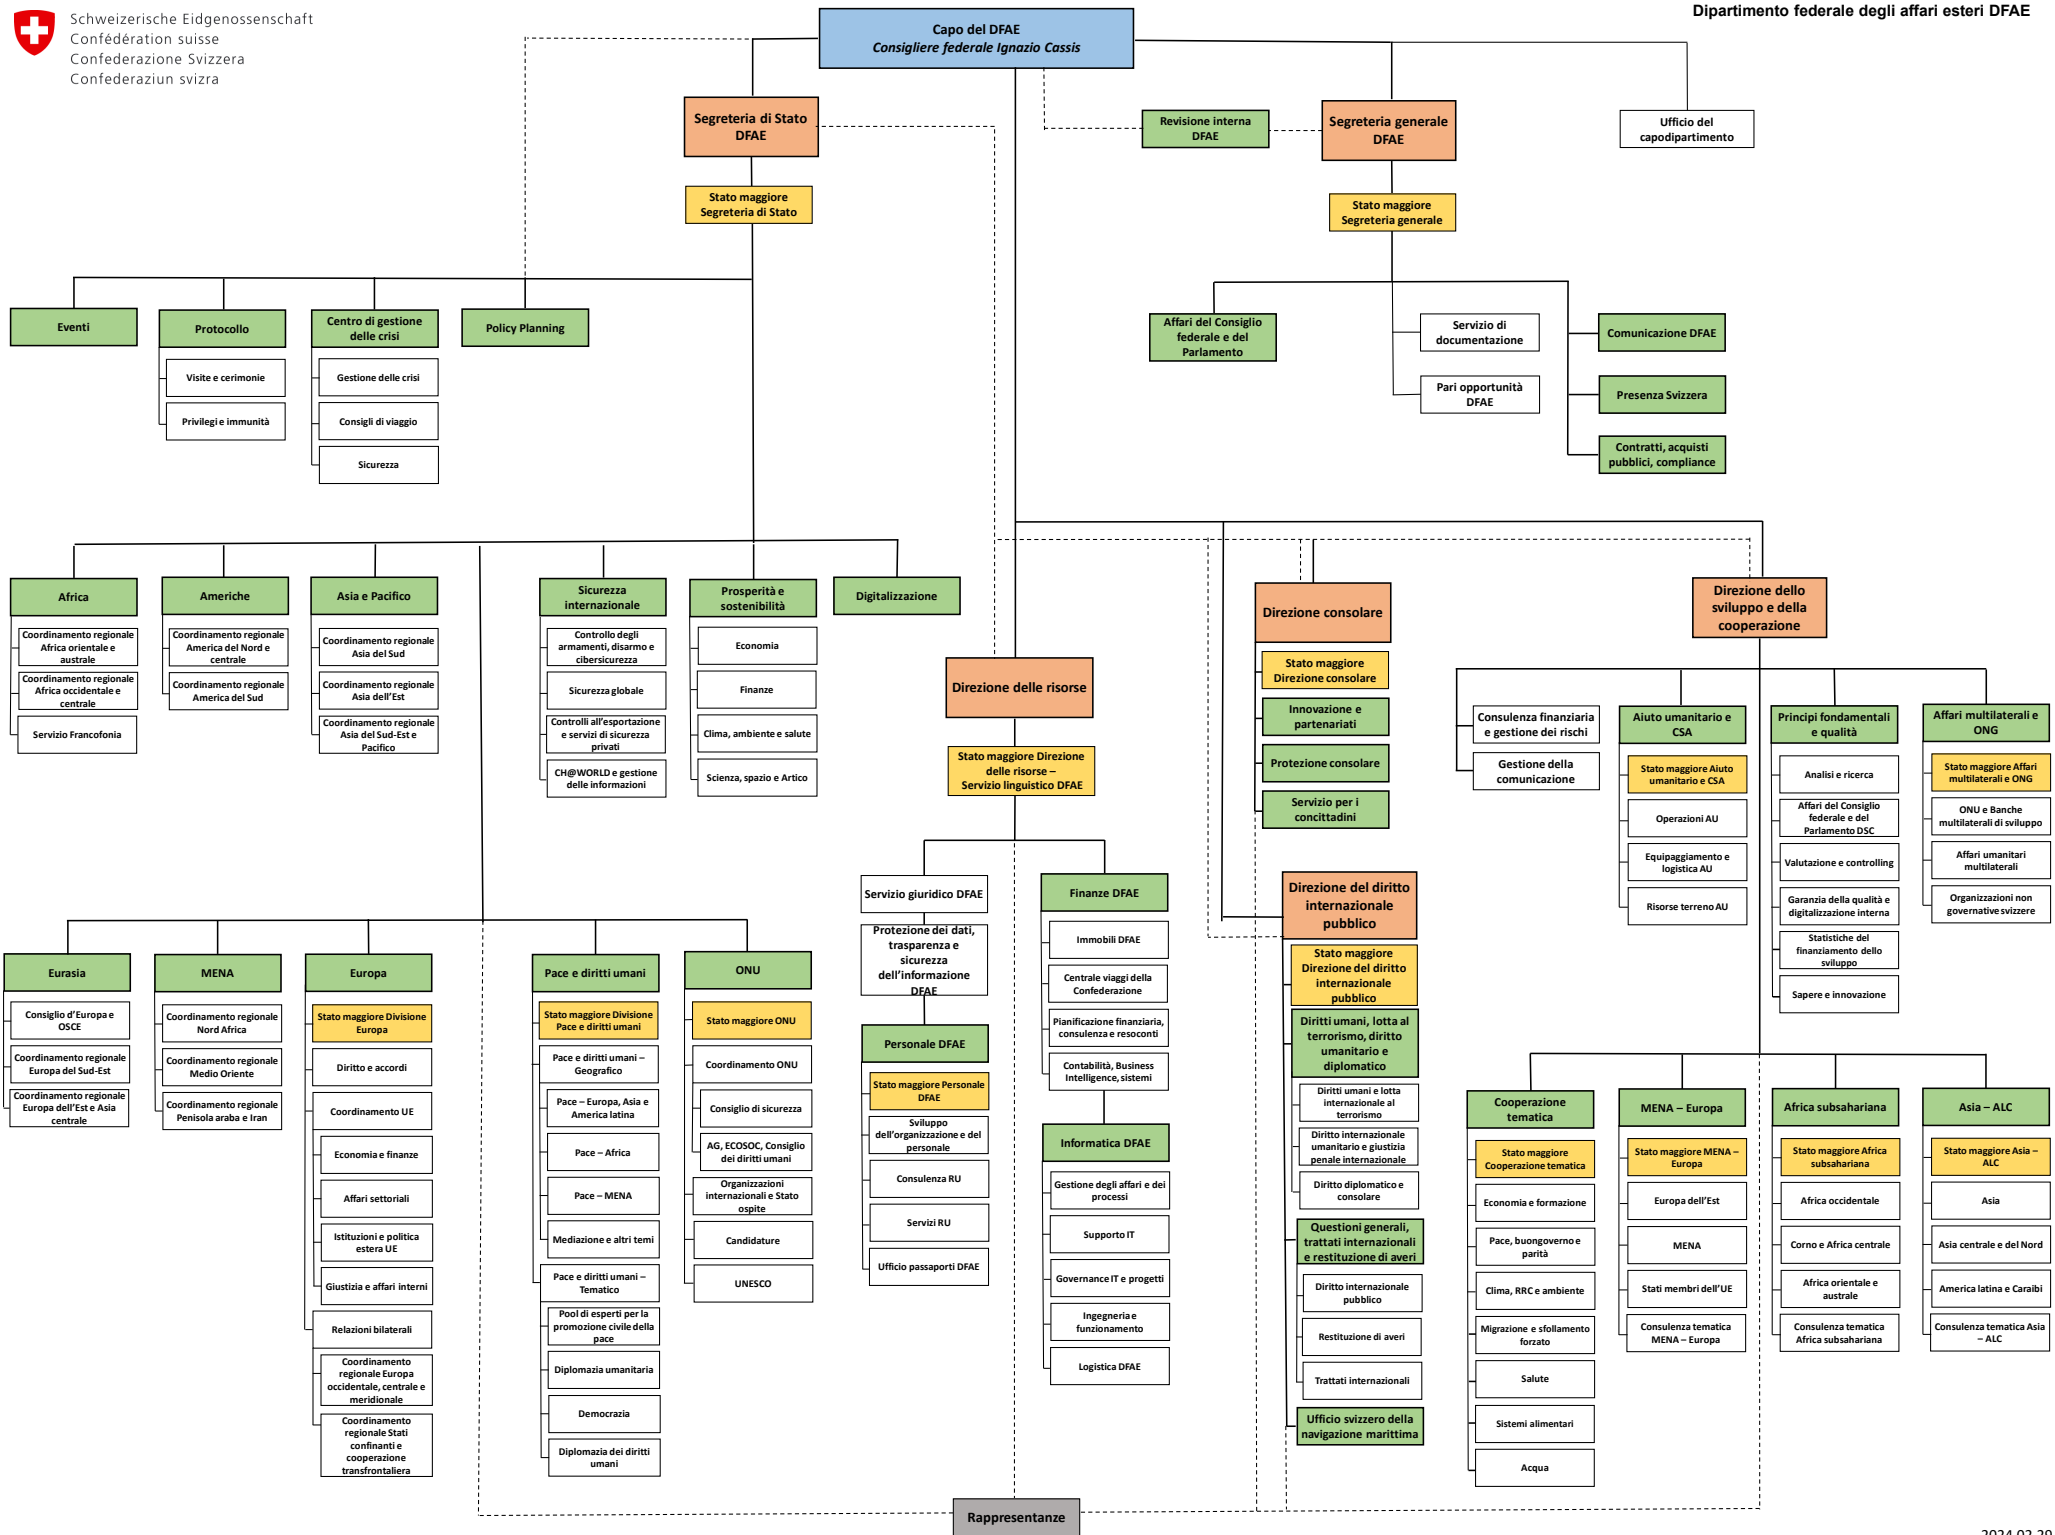 Schweizerische Eidgenossenschaft
Confédération suisse
Confederazione Svizzera
Confederaziun svizra
Dipartimento federale degli affari esteri DFAE
Capo del DFAE
Consigliere federale Ignazio Cassis
Segreteria di Stato
DFAE
Revisione interna
DFAE
Segreteria generale
DFAE
Ufficio del
capodipartimento
Stato maggiore
Segreteria di Stato
Stato maggiore
Segreteria generale
Eventi
Protocollo
Visite e cerimonie
Privilegi e immunità
Centro di gestione
delle crisi
Gestione delle crisi
Consigli di viaggio
Sicurezza
Policy Planning
Affari del Consiglio
federale e del
Parlamento
Servizio di
documentazione
Pari opportunità
DFAE
Comunicazione DFAE
Presenza Svizzera
Contratti, acquisti
pubblici, compliance
Africa
Coordinamento regionale
Africa orientale e
australe
Coordinamento regionale
Africa occidentale e
centrale
Servizio Francofonia
Americhe
Coordinamento regionale
America del Nord e
centrale
Coordinamento regionale
America del Sud
Asia e Pacifico
Coordinamento regionale
Asia del Sud
Coordinamento regionale
Asia dell'Est
Coordinamento regionale
Asia del Sud-Est e
Pacifico
Sicurezza
internazionale
Controllo degli
armamenti, disarmo e
cibersicurezza
Sicurezza globale
Controlli all'esportazione
e servizi di sicurezza
privati
CH@WORLD e gestione
delle informazioni
Prosperità e
sostenibilità
Economia
Finanze
Clima, ambiente e salute
Scienza, spazio e Artico
Digitalizzazione
Direzione delle risorse
Stato maggiore Direzione
delle risorse –
Servizio linguistico DFAE
Direzione consolare
Stato maggiore
Direzione consolare
Innovazione e
partenariati
Protezione consolare
Servizio per i
concittadini
Direzione dello
sviluppo e della
cooperazione
Consulenza finanziaria
e gestione dei rischi
Gestione della
comunicazione
Aiuto umanitario e
CSA
Stato maggiore Aiuto
umanitario e CSA
Operazioni AU
Equipaggiamento e
logistica AU
Risorse terreno AU
Principi fondamentali
e qualità
Analisi e ricerca
Affari del Consiglio
federale e del
Parlamento DSC
Valutazione e controlling
Garanzia della qualità e
digitalizzazione interna
Statistiche del
finanziamento dello
sviluppo
Sapere e innovazione
Affari multilaterali e
ONG
Stato maggiore Affari
multilaterali e ONG
ONU e Banche
multilaterali di sviluppo
Affari umanitari
multilaterali
Organizzazioni non
governative svizzere
Eurasia
Consiglio d'Europa e
OSCE
Coordinamento regionale
Europa del Sud-Est
Coordinamento regionale
Europa dell'Est e Asia
centrale
MENA
Coordinamento regionale
Nord Africa
Coordinamento regionale
Medio Oriente
Coordinamento regionale
Penisola araba e Iran
Europa
Stato maggiore Divisione
Europa
Diritto e accordi
Coordinamento UE
Economia e finanze
Affari settoriali
Istituzioni e politica
estera UE
Giustizia e affari interni
Relazioni bilaterali
Coordinamento
regionale Europa
occidentale, centrale e
meridionale
Coordinamento
regionale Stati
confinanti e
cooperazione
transfrontaliera
Pace e diritti umani
Stato maggiore Divisione
Pace e diritti umani
Pace e diritti umani –
Geografico
Pace – Europa, Asia e
America latina
Pace – Africa
Pace – MENA
Mediazione e altri temi
Pace e diritti umani –
Tematico
Pool di esperti per la
promozione civile della
pace
Diplomazia umanitaria
Democrazia
Diplomazia dei diritti
umani
ONU
Stato maggiore ONU
Coordinamento ONU
Consiglio di sicurezza
AG, ECOSOC, Consiglio
dei diritti umani
Organizzazioni
internazionali e Stato
ospite
Candidature
UNESCO
Servizio giuridico DFAE
Protezione dei dati,
trasparenza e
sicurezza
dell'informazione
DFAE
Personale DFAE
Stato maggiore Personale
DFAE
Sviluppo
dell'organizzazione e del
personale
Consulenza RU
Servizi RU
Ufficio passaporti DFAE
Finanze DFAE
Immobili DFAE
Centrale viaggi della
Confederazione
Pianificazione finanziaria,
consulenza e resoconti
Contabilità, Business
Intelligence, sistemi
Informatica DFAE
Gestione degli affari e dei
processi
Supporto IT
Governance IT e progetti
Ingegneria e
funzionamento
Logistica DFAE
Direzione del diritto
internazionale
pubblico
Stato maggiore
Direzione del diritto
internazionale
pubblico
Diritti umani, lotta al
terrorismo, diritto
umanitario e
diplomatico
Diritti umani e lotta
internazionale al
terrorismo
Diritto internazionale
umanitario e giustizia
penale internazionale
Diritto diplomatico e
consolare
Questioni generali,
trattati internazionali
e restituzione di averi
Diritto internazionale
pubblico
Restituzione di averi
Trattati internazionali
Ufficio svizzero della
navigazione marittima
Cooperazione
tematica
Stato maggiore
Cooperazione tematica
Economia e formazione
Pace, buongoverno e
parità
Clima, RRC e ambiente
Migrazione e sfollamento
forzato
Salute
Sistemi alimentari
Acqua
MENA – Europa
Stato maggiore MENA –
Europa
Europa dell'Est
MENA
Stati membri dell'UE
Consulenza tematica
MENA – Europa
Africa subsahariana
Stato maggiore Africa
subsahariana
Africa occidentale
Corno e Africa centrale
Africa orientale e
australe
Consulenza tematica
Africa subsahariana
Asia – ALC
Stato maggiore Asia –
ALC
Asia
Asia centrale e del Nord
America latina e Caraibi
Consulenza tematica Asia
– ALC
Rappresentanze
2024.02.29